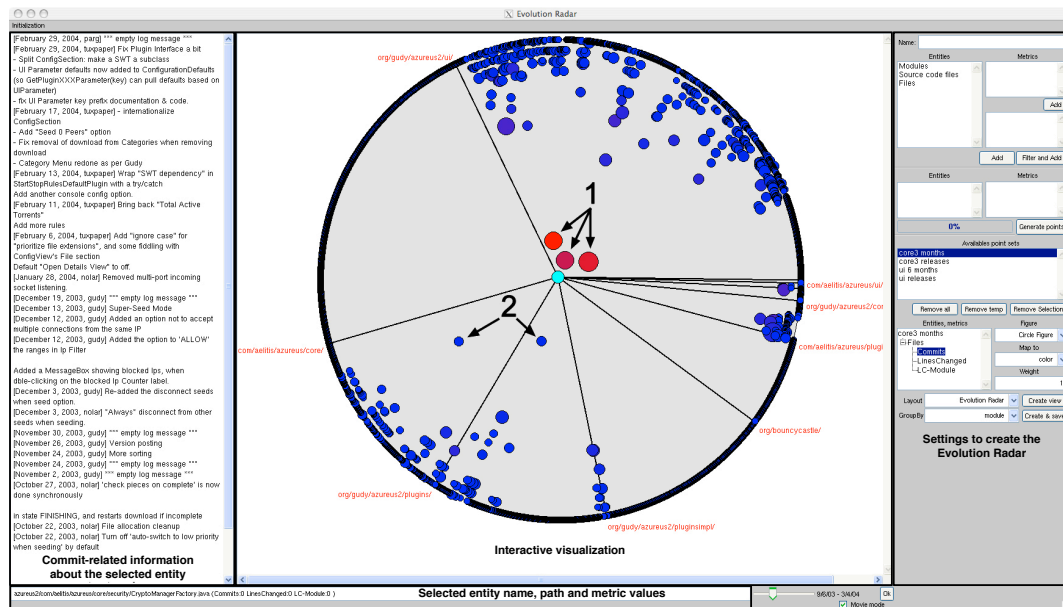 Evolution Radar
Initialization
[February 29, 2004, parg] *** empty log message ***
[February 29, 2004, tuxpaper] Fix Plugin Interface a bit
- Split ConfigSection: make a SWT a subclass
- UI Parameter defaults now added to ConfigurationDefaults
(so GetPluginXXXParameter(key) can pull defaults based on
UIParameter)
- fix UI Parameter key prefix documentation & code.
[February 17, 2004, tuxpaper] - internationalize
ConfigSection
- Add "Seed 0 Peers" option
- Fix removal of download from Categories when removing
download
- Category Menu redone as per Gudy
[February 13, 2004, tuxpaper] Wrap "SWT dependency" in
StartStopRulesDefaultPlugin with a try/catch
Add another console config option.
[February 11, 2004, tuxpaper] Bring back "Total Active
Torrents"
Add more rules
[February 6, 2004, tuxpaper] Add "ignore case" for
"prioritize file extensions", and some fiddling with
ConfigView's File section
Default "Open Details View" to off.
[January 28, 2004, nolar] Removed multi-port incoming
socket listening.
[December 19, 2003, gudy] *** empty log message ***
[December 13, 2003, gudy] Super-Seed Mode
[December 12, 2003, gudy] Added an option not to accept
multiple connections from the same IP
[December 12, 2003, gudy] Added the option to 'ALLOW'
the ranges in Ip Filter
Added a MessageBox showing blocked Ips, when
dble-clicking on the blocked Ip Counter label.
[December 3, 2003, gudy] Re-added the disconnect seeds
when seed option.
[December 3, 2003, nolar] "Always" disconnect from other
seeds when seeding.
[November 30, 2003, gudy] *** empty log message ***
[November 26, 2003, gudy] Version posting
[November 24, 2003, gudy] More sorting
[November 24, 2003, gudy] *** empty log message ***
[November 2, 2003, gudy] *** empty log message ***
[October 27, 2003, nolar] 'check pieces on complete' is now
done synchronously
in state FINISHING, and restarts download if incomplete
[October 22, 2003, nolar] File allocation cleanup
[October 22, 2003, nolar] Turn off 'auto-switch to low priority
when seeding' by default
Commit-related information
about the selected entity
org/gudy/azureus2/ui/
1
2
com/aelitis/azureus/core/
com/aelitis/azureus/ui/
org/gudy/azureus2/cor
com/aelitis/azureus/plugi
org/bouncycastle/
org/gudy/azureus2/plugins/
org/gudy/azureus2/pluginsimpl/
Interactive visualization
Name:
Entities Metrics
Modules
Source code files
Files
Add
Add Filter and Add
Entities Metrics
0% Generate points
Available point sets
core3 months
core3 releases
ui 6 months
ui releases
Remove all Remove temp Remove Selection
Entities, metrics Figure
core3 months Circle Figure
Files Map to
Commits color
LinesChanged Weight
LC-Module 1
Layout Evolution Radar Create view
GroupBy module Create & save
Settings to create the
Evolution Radar
azureus2/com/aelitis/azureus/core/security/CryptoManagerFactory.java (Commits:0 LinesChanged:0 LC-Module:0 )
Selected entity name, path and metric values
9/6/03 - 3/4/04 Ok
Movie mode